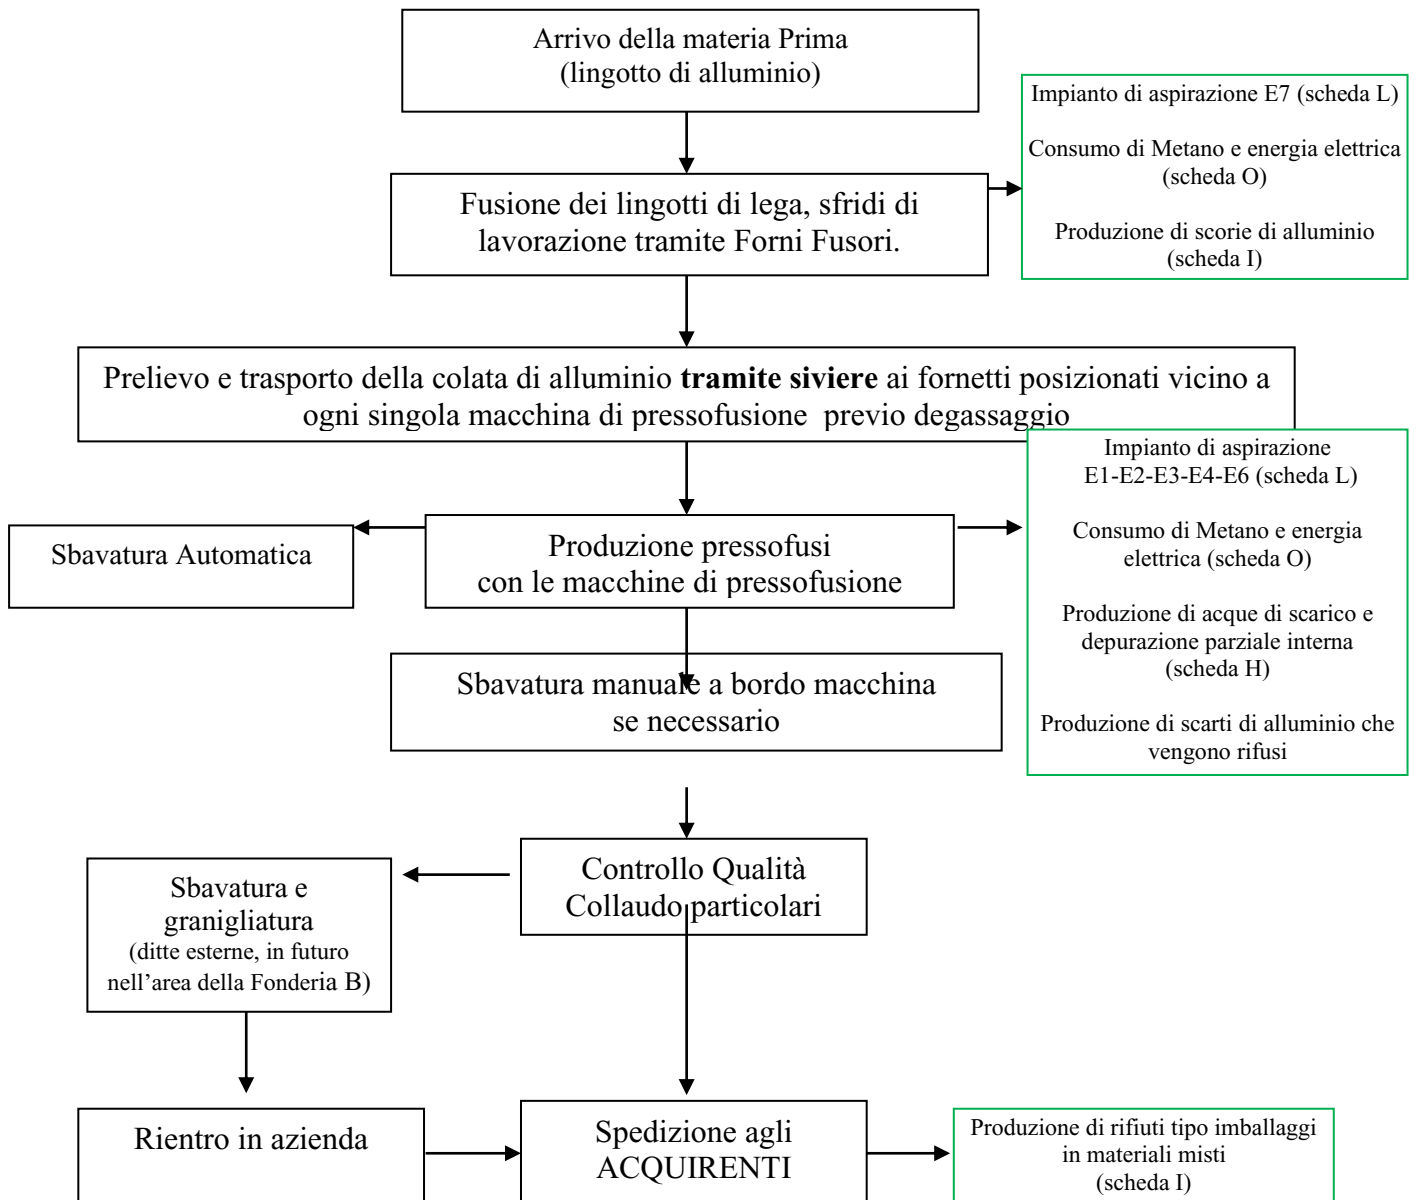 Arrivo della materia Prima
(lingotto di alluminio)
Impianto di aspirazione E7 (scheda L)
Consumo di Metano e energia elettrica
(scheda O)
Produzione di scorie di alluminio
(scheda I)
Fusione dei lingotti di lega, sfridi di
lavorazione tramite Forni Fusori.
Prelievo e trasporto della colata di alluminio tramite siviere ai fornetti posizionati vicino a
ogni singola macchina di pressofusione previo degassaggio
Impianto di aspirazione
E1-E2-E3-E4-E6 (scheda L)
Consumo di Metano e energia
elettrica (scheda O)
Produzione di acque di scarico e
depurazione parziale interna
(scheda H)
Produzione di scarti di alluminio che
vengono rifusi
Sbavatura Automatica
Produzione pressofusi
con le macchine di pressofusione
Sbavatura manuale a bordo macchina
se necessario
Controllo Qualità
Collaudo particolari
Sbavatura e
granigliatura
(ditte esterne, in futuro
nell’area della Fonderia B)
Rientro in azienda
Spedizione agli
ACQUIRENTI
Produzione di rifiuti tipo imballaggi
in materiali misti
(scheda I)